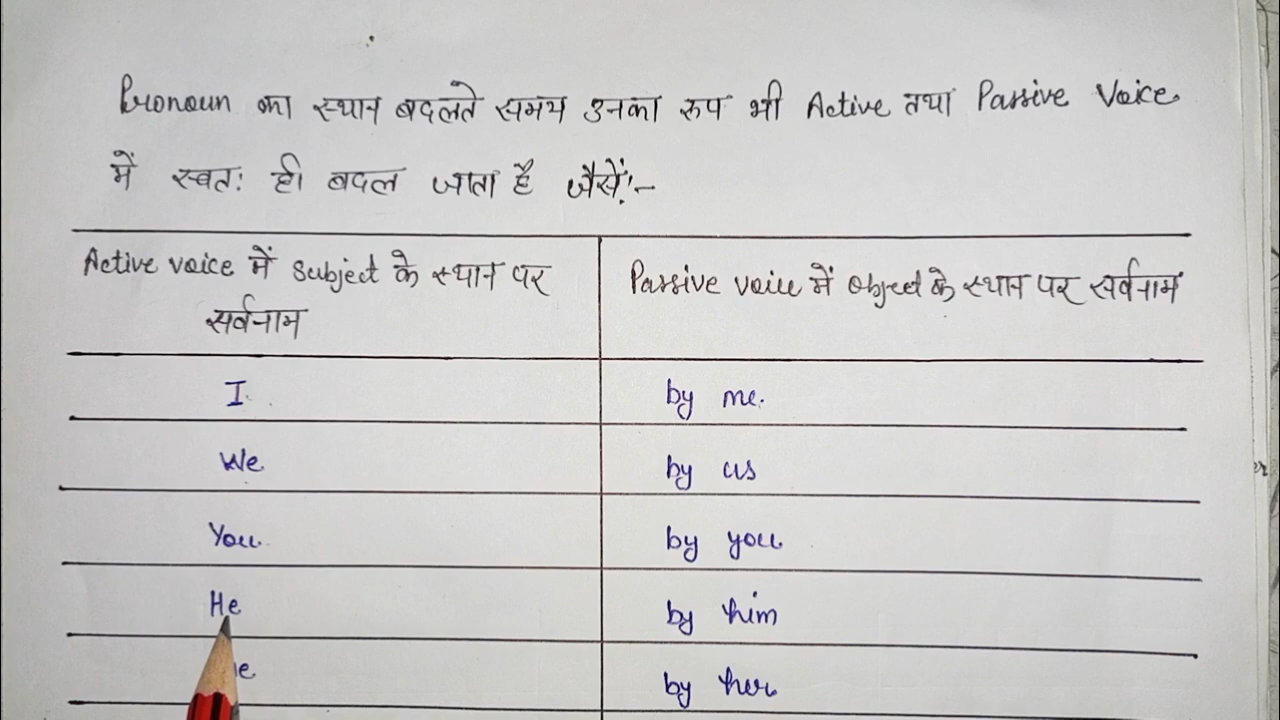 Pronoun का स्थान बदलते समय उनका रुप भी Active तथा Passive Voice
में स्वतः ही बदल जाता है जैसें:-
Active voice में Subject के स्थान पर
सर्वनाम
Passive voice में object के स्थान पर सर्वनाम
I
by me.
We
by us
You
by you
He
by him
by her